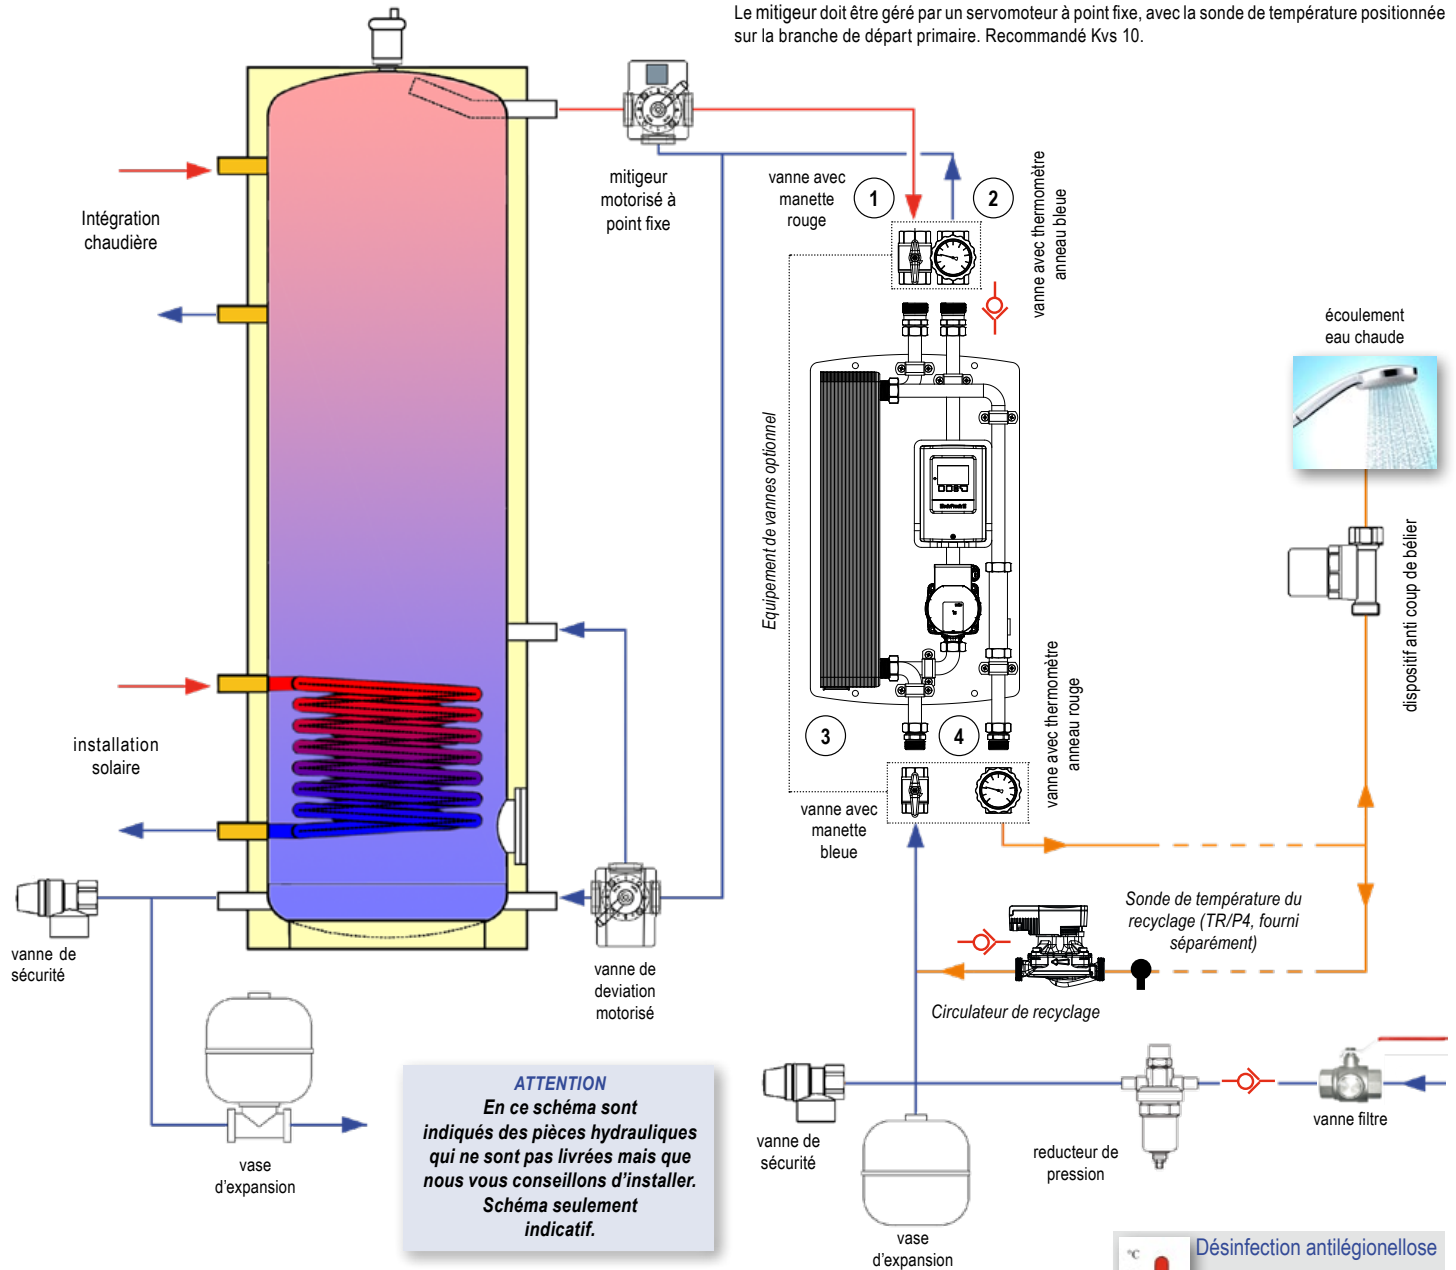 Le mitigeur doit être géré par un servomoteur à point fixe, avec la sonde de température positionnée
sur la branche de départ primaire. Recommandé Kvs 10.
mitigeur
motorisé à
point fixe
vanne avec
manette
rouge
1
2
vanne avec thermomètre
anneau bleue
Intégration
chaudière
écoulement
eau chaude
Equipement de vannes optionnel
dispositif anti coup de bélier
installation
solaire
3
4
vanne avec thermomètre
anneau rouge
vanne avec
manette
bleue
vanne de
sécurité
vanne de
deviation
motorisé
Sonde de température du
recyclage (TR/P4, fourni
séparément)
Circulateur de recyclage
vase
d'expansion
ATTENTION
En ce schéma sont
indiqués des pièces hydrauliques
qui ne sont pas livrées mais que
nous vous conseillons d'installer.
Schéma seulement
indicatif.
vanne de
sécurité
reducteur de
pression
vanne filtre
vase
d'expansion
°C
Désinfection antilégionellose